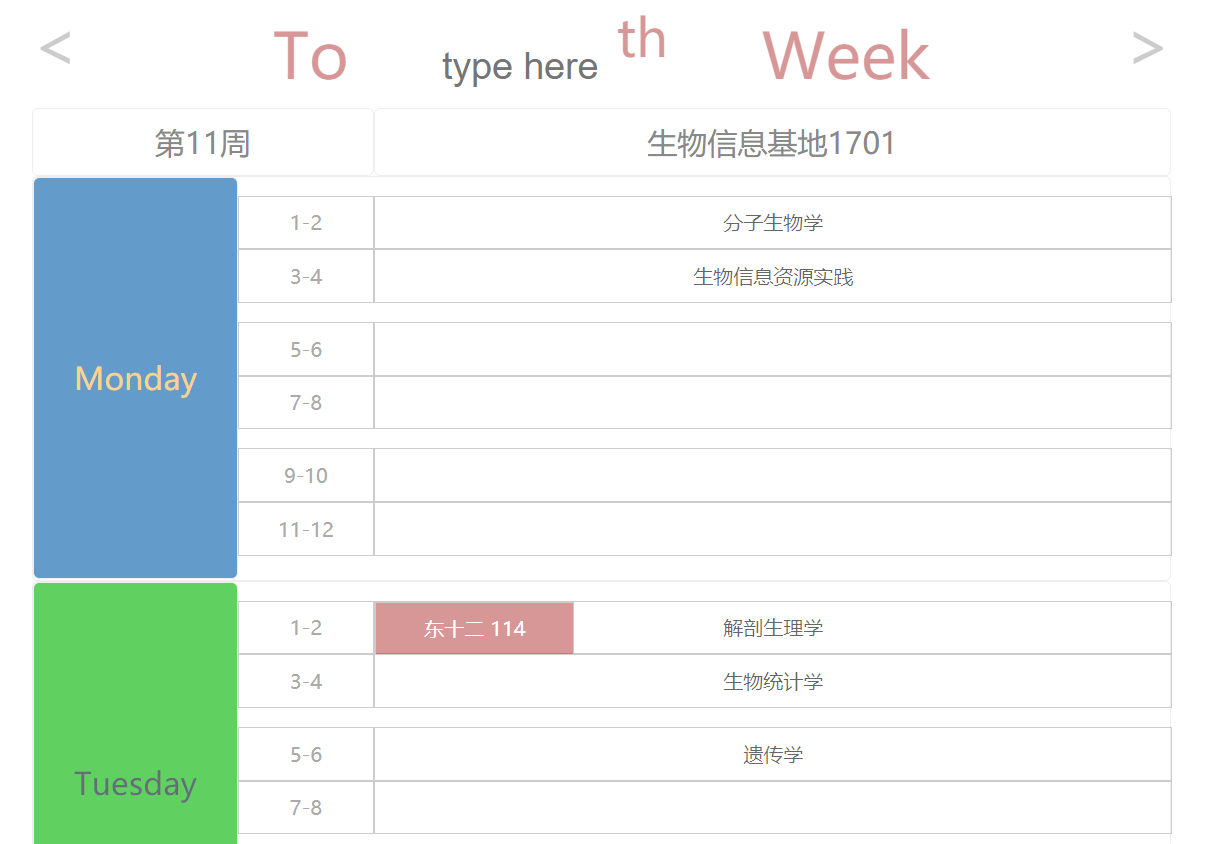 < To type here th Week >
第11周 生物信息基地1701
Monday
1-2 分子生物学
3-4 生物信息资源实践
5-6
7-8
9-10
11-12
Tuesday
1-2 东十二 114 解剖生理学
3-4 生物统计学
5-6 遗传学
7-8